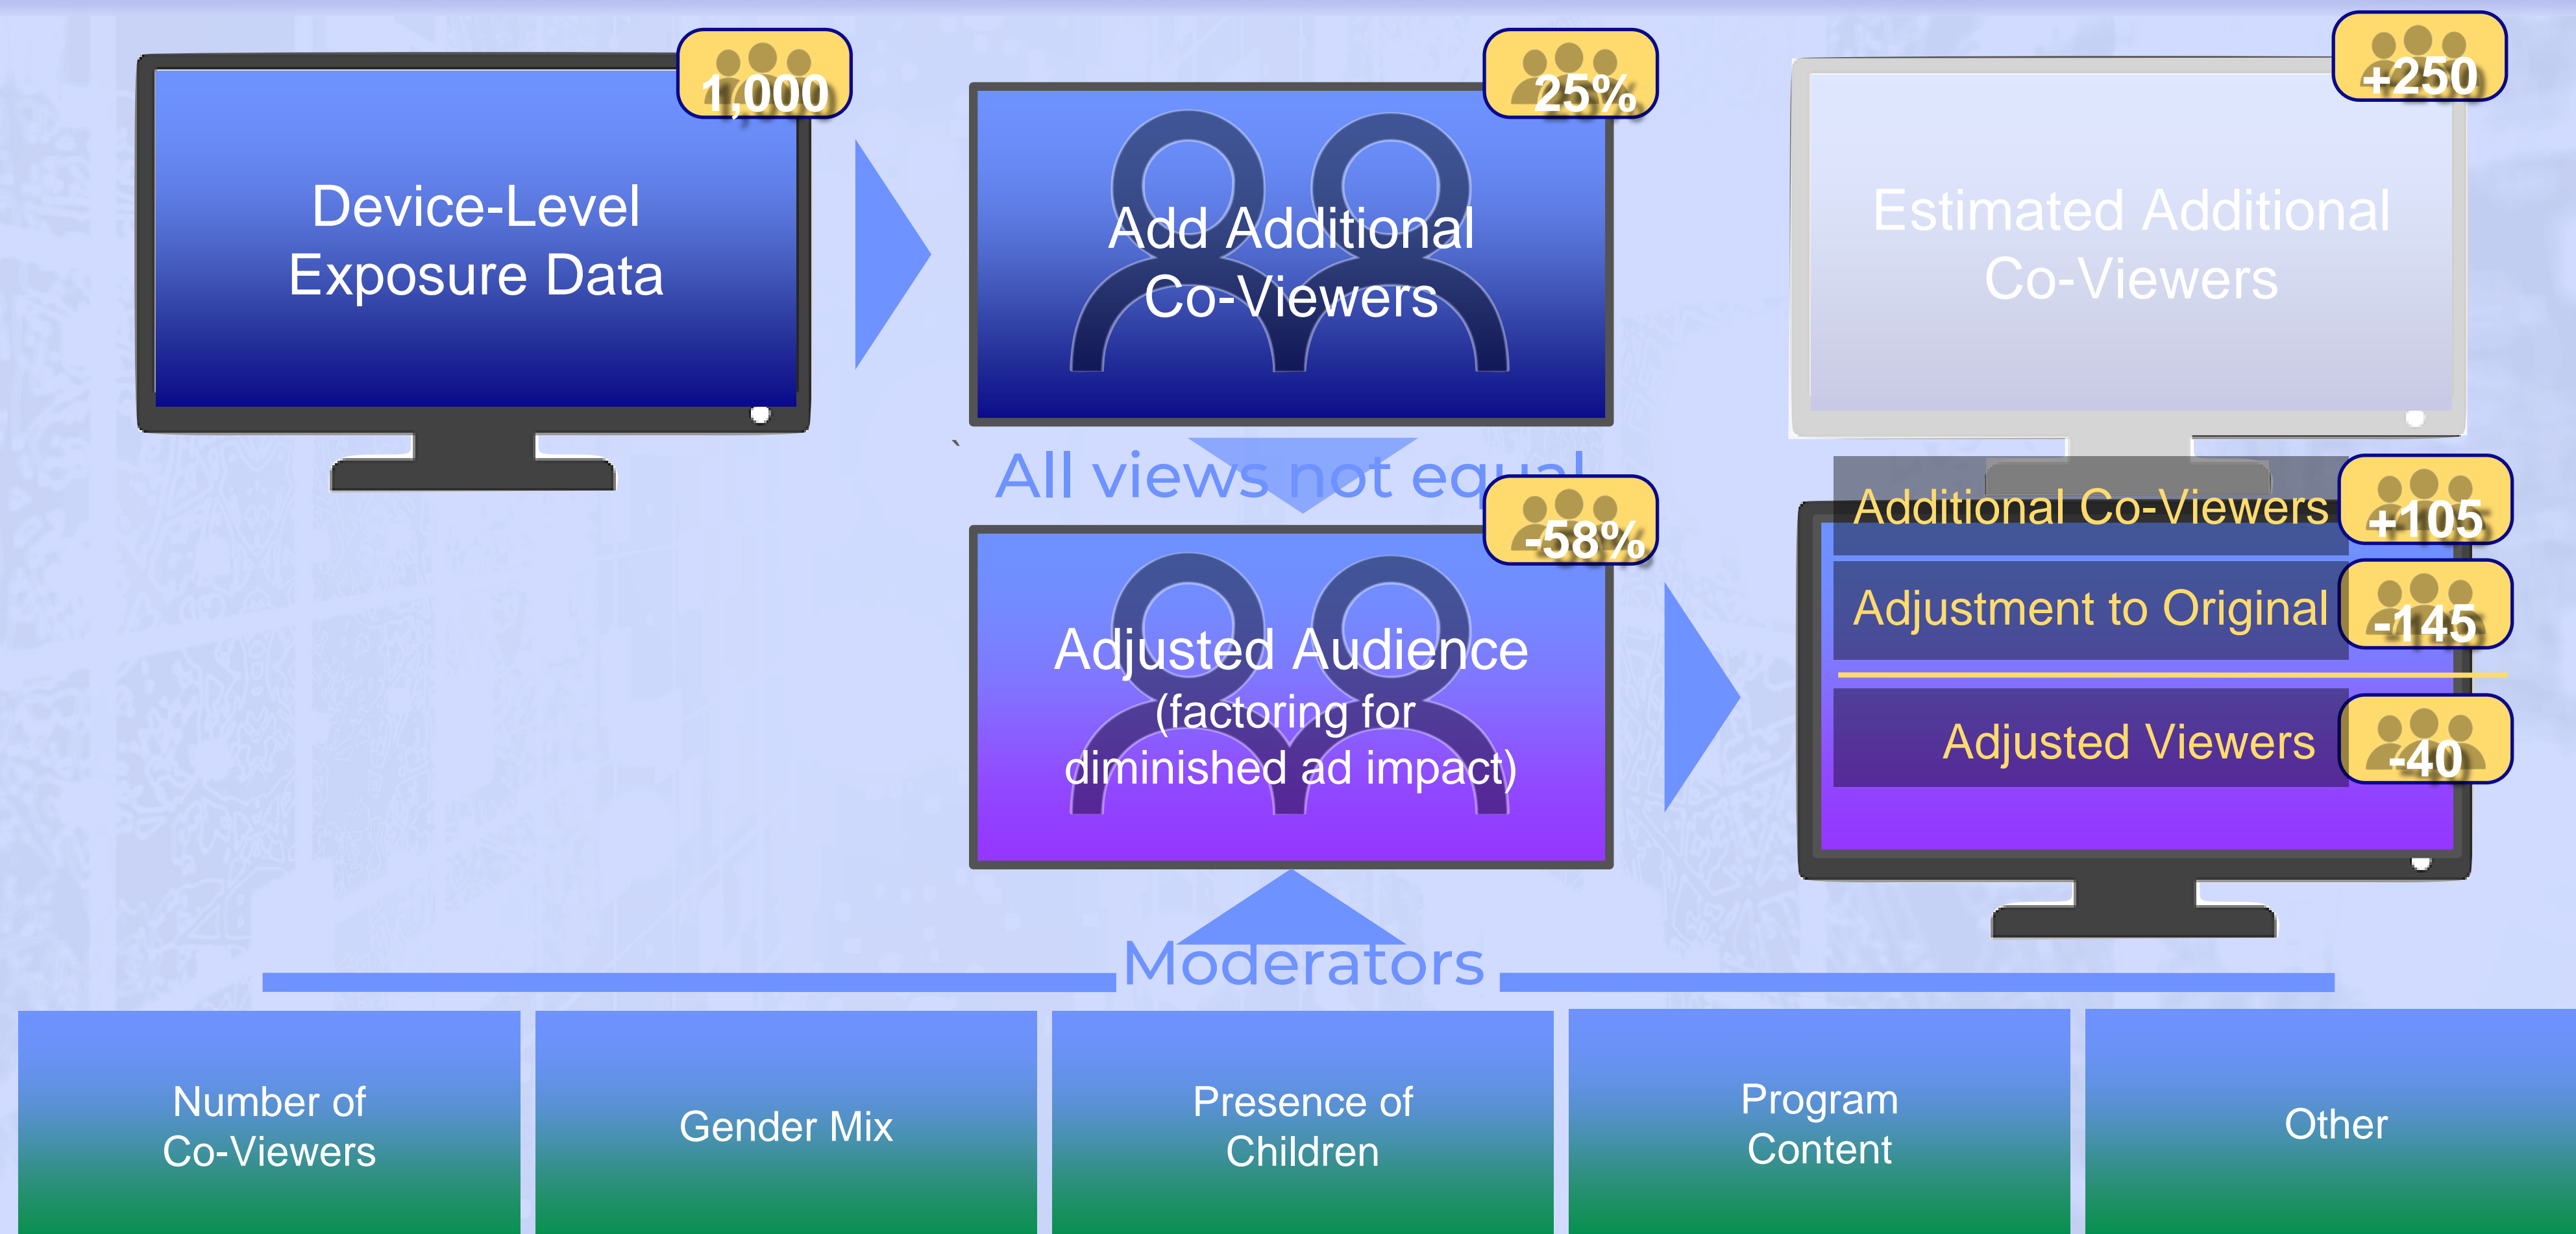 1,000
Device-Level
Exposure Data
25%
Add Additional
Co-Viewers
+250
Estimated Additional
Co-Viewers
`
All views not equal
-58%
Adjusted Audience
(factoring for
diminished ad impact)
Additional Co-Viewers +105
Adjustment to Original -145
Adjusted Viewers -40
Moderators
Number of
Co-Viewers
Gender Mix
Presence of
Children
Program
Content
Other